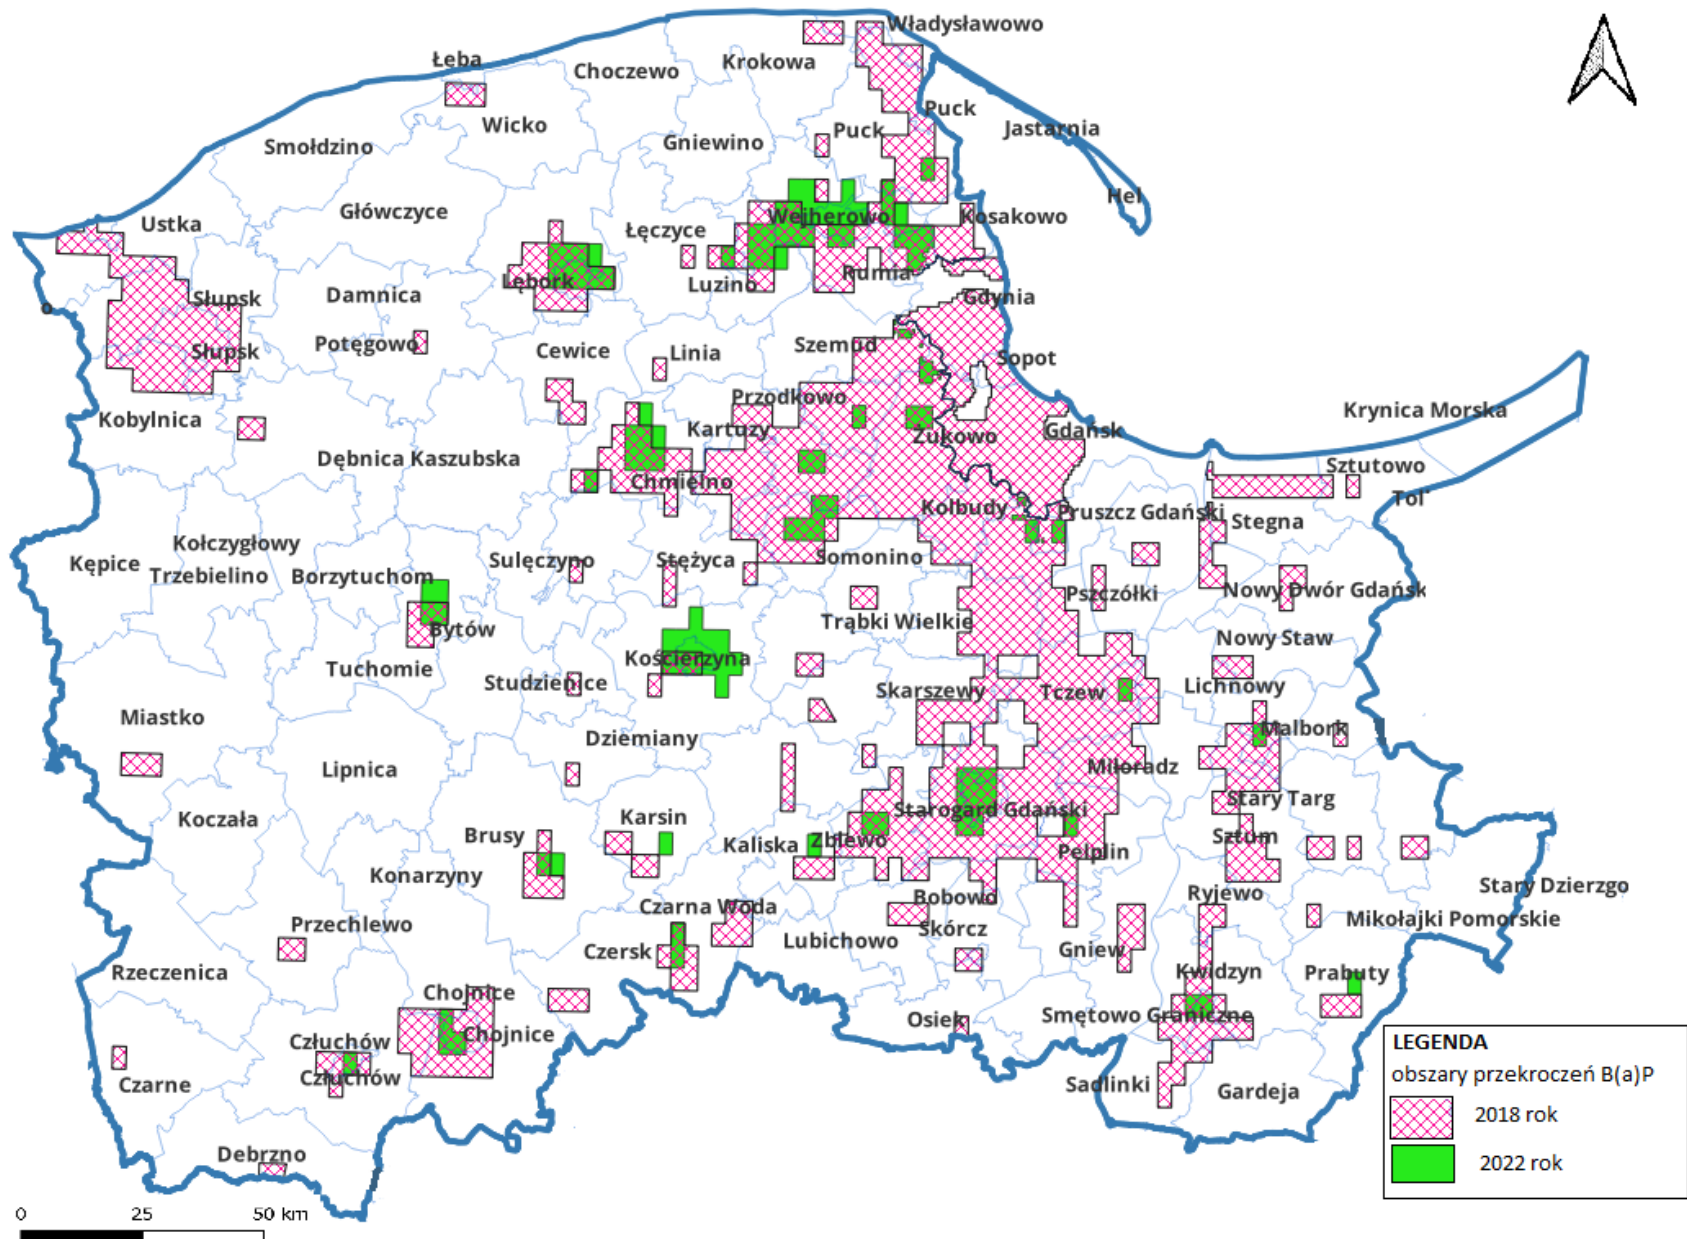 Władysławowo
Łeba
Krokowa
Choczewo
Puck
Wicko
Jastarnia
Puck
Gniewino
Smołdzino
Hel
Główczyce
Wejherowo
Kosakowo
Ustka
Łęczyce
Rumia
Lębork
Luzino
Damnica
Gdynia
Słupsk
Potęgowo
Szemud
Słupsk
Cewice
Linia
Sopot
Przodkowo
Krynica Morska
Kobylnica
Kartuzy
Żukowo
Gdańsk
Dębnica Kaszubska
Sztutowo
Chmielno
Tol
Kolbudy
Pruszcz Gdański
Stegna
Kołczygłowy
Kępice
Trzebielino
Borzytuchom
Sulęczyno
Stężyca
Somonino
Pszczółki
Nowy Dwór Gdańsk
Bytów
Trąbki Wielkie
Nowy Staw
Tuchomie
Kościerzyna
Studzienice
Skarszewy
Tczew
Lichnowy
Miastko
Malbork
Dziemiany
Lipnica
Miłoradz
Koczała
Karsin
Starogard Gdański
Stary Targ
Brusy
Kaliska
Zblewo
Sztum
Konarzyny
Pelplin
Stary Dzierzgo
Bobowo
Ryjewo
Przechlewo
Czarna Woda
Skórcz
Mikołajki Pomorskie
Czersk
Lubichowo
Gniew
Rzeczenica
Kwidzyn
Prabuty
Chojnice
Osiek
Smętowo Graniczne
Chojnice
Człuchów
Człuchów
Czarne
Sadlinki
Gardeja
Debrzno
LEGENDA
obszary przekroczeń B(a)P
2018 rok
2022 rok
0 25 50 km